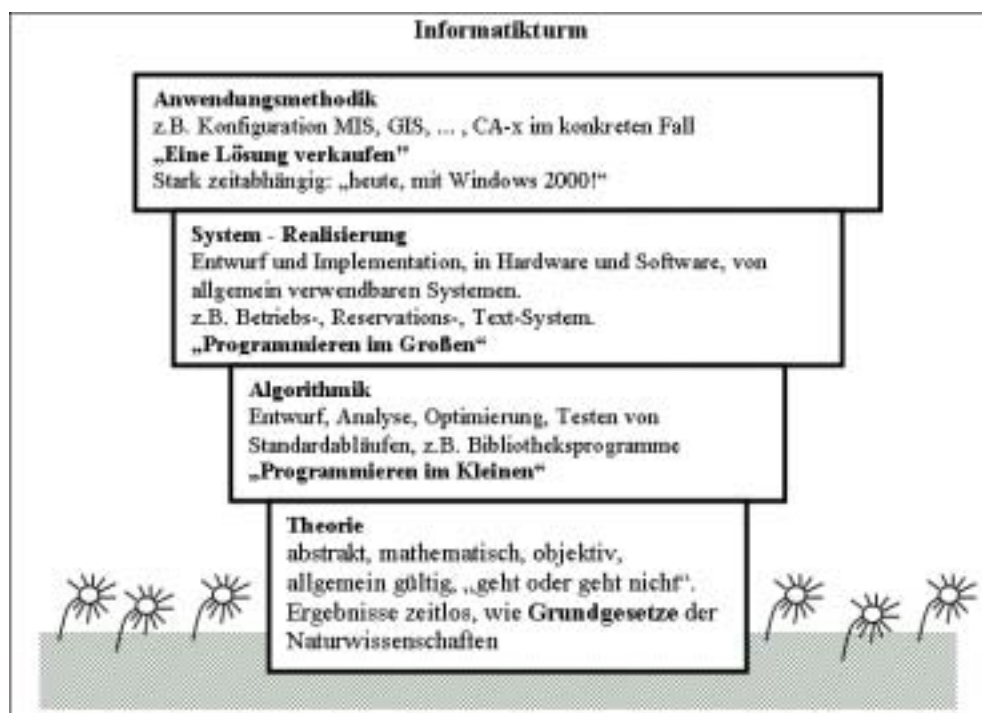 Informatikturm
Anwendungsmethodik
z.B. Konfiguration MIS, GIS, ... , CA-x im konkreten Fall
„Eine Lösung verkaufen”
Stark zeitabhängig: „heute, mit Windows 2000!“
System - Realisierung
Entwurf und Implementation, in Hardware und Software, von
allgemein verwendbaren Systemen.
z.B. Betriebs-, Reservations-, Text-System.
„Programmieren im Großen“
Algorithmik
Entwurf, Analyse, Optimierung, Testen von
Standardabläufen, z.B. Bibliotheksprogramme
„Programmieren im Kleinen“
Theorie
abstrakt, mathematisch, objektiv,
allgemein gültig, „geht oder geht nicht“.
Ergebnisse zeitlos, wie Grundgesetze der
Naturwissenschaften